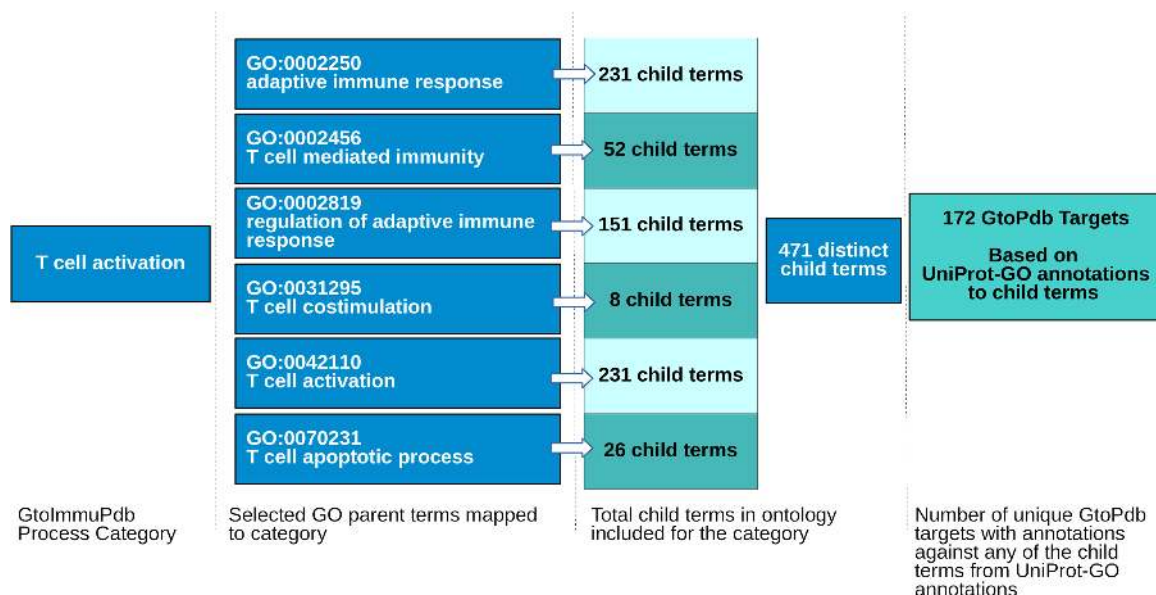 GO:0002250
adaptive immune response
231 child terms
GO:0002456
T cell mediated immunity
52 child terms
GO:0002819
regulation of adaptive immune
response
151 child terms
T cell activation
GO:0031295
T cell costimulation
8 child terms
GO:0042110
T cell activation
231 child terms
GO:0070231
T cell apoptotic process
26 child terms
471 distinct
child terms
172 GtoPdb Targets
Based on
UniProt-GO annotations
to child terms
GtoImmuPdb
Process Category
Selected GO parent terms mapped
to category
Total child terms in ontology
included for the category
Number of unique GtoPdb
targets with annotations
against any of the child
terms from UniProt-GO
annotations